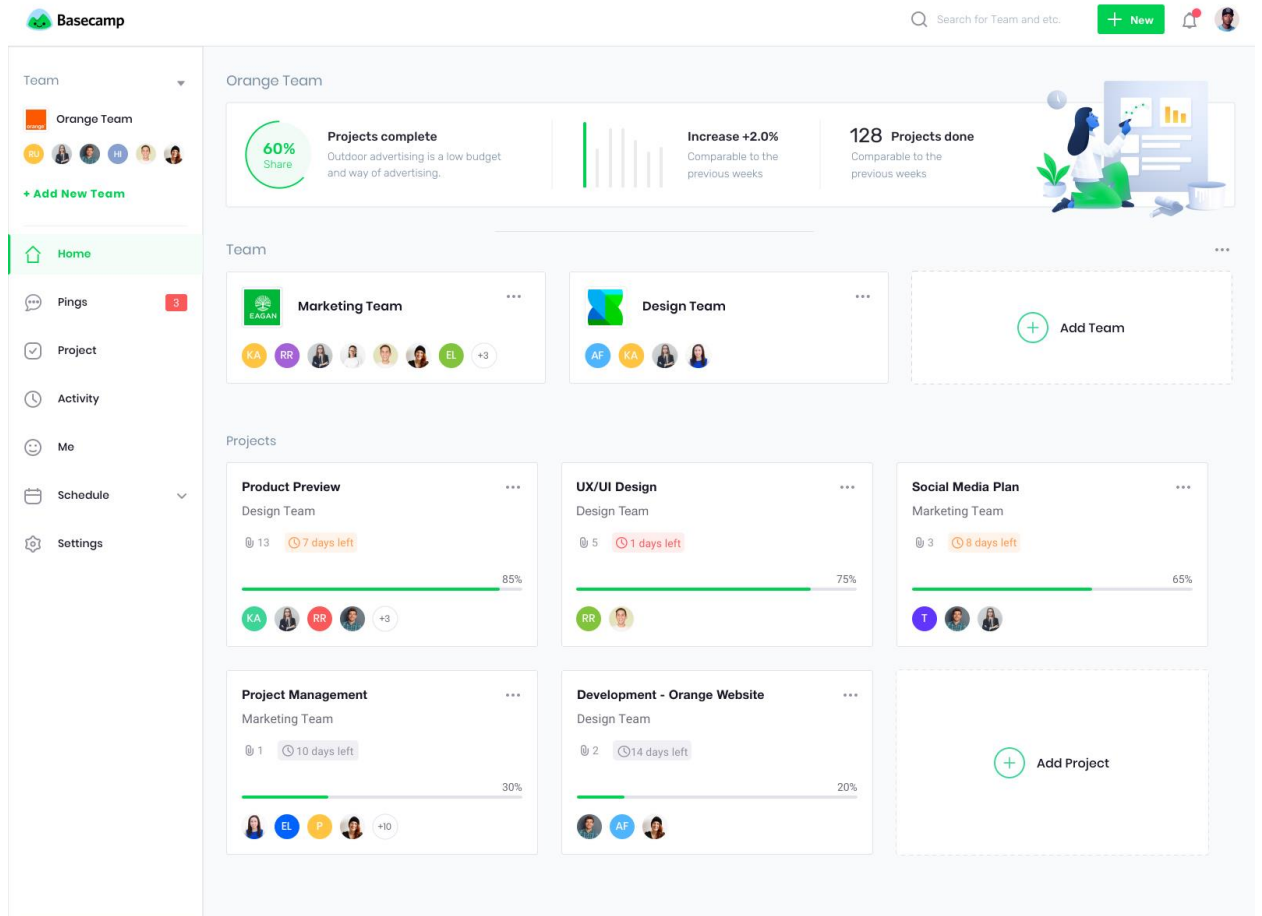 Basecamp
Search for Team and etc.
New
Team
Orange Team
orange
RU HI
+ Add New Team
Home
Pings 3
Project
Activity
Me
Schedule
Settings
Orange Team
60%
Share
Projects complete
Outdoor advertising is a low budget
and way of advertising.
Increase +2.0%
Comparable to the
previous weeks
128 Projects done
Comparable to the
previous weeks
Team
EAGAN
Marketing Team
KA RR EL +3
Design Team
AF KA
Add Team
Projects
Product Preview
Design Team
13 7 days left
85%
KA RR +3
UX/UI Design
Design Team
5 1 days left
75%
RR
Social Media Plan
Marketing Team
3 8 days left
65%
T
Project Management
Marketing Team
1 10 days left
30%
EL P +10
Development - Orange Website
Design Team
2 14 days left
20%
AF
Add Project